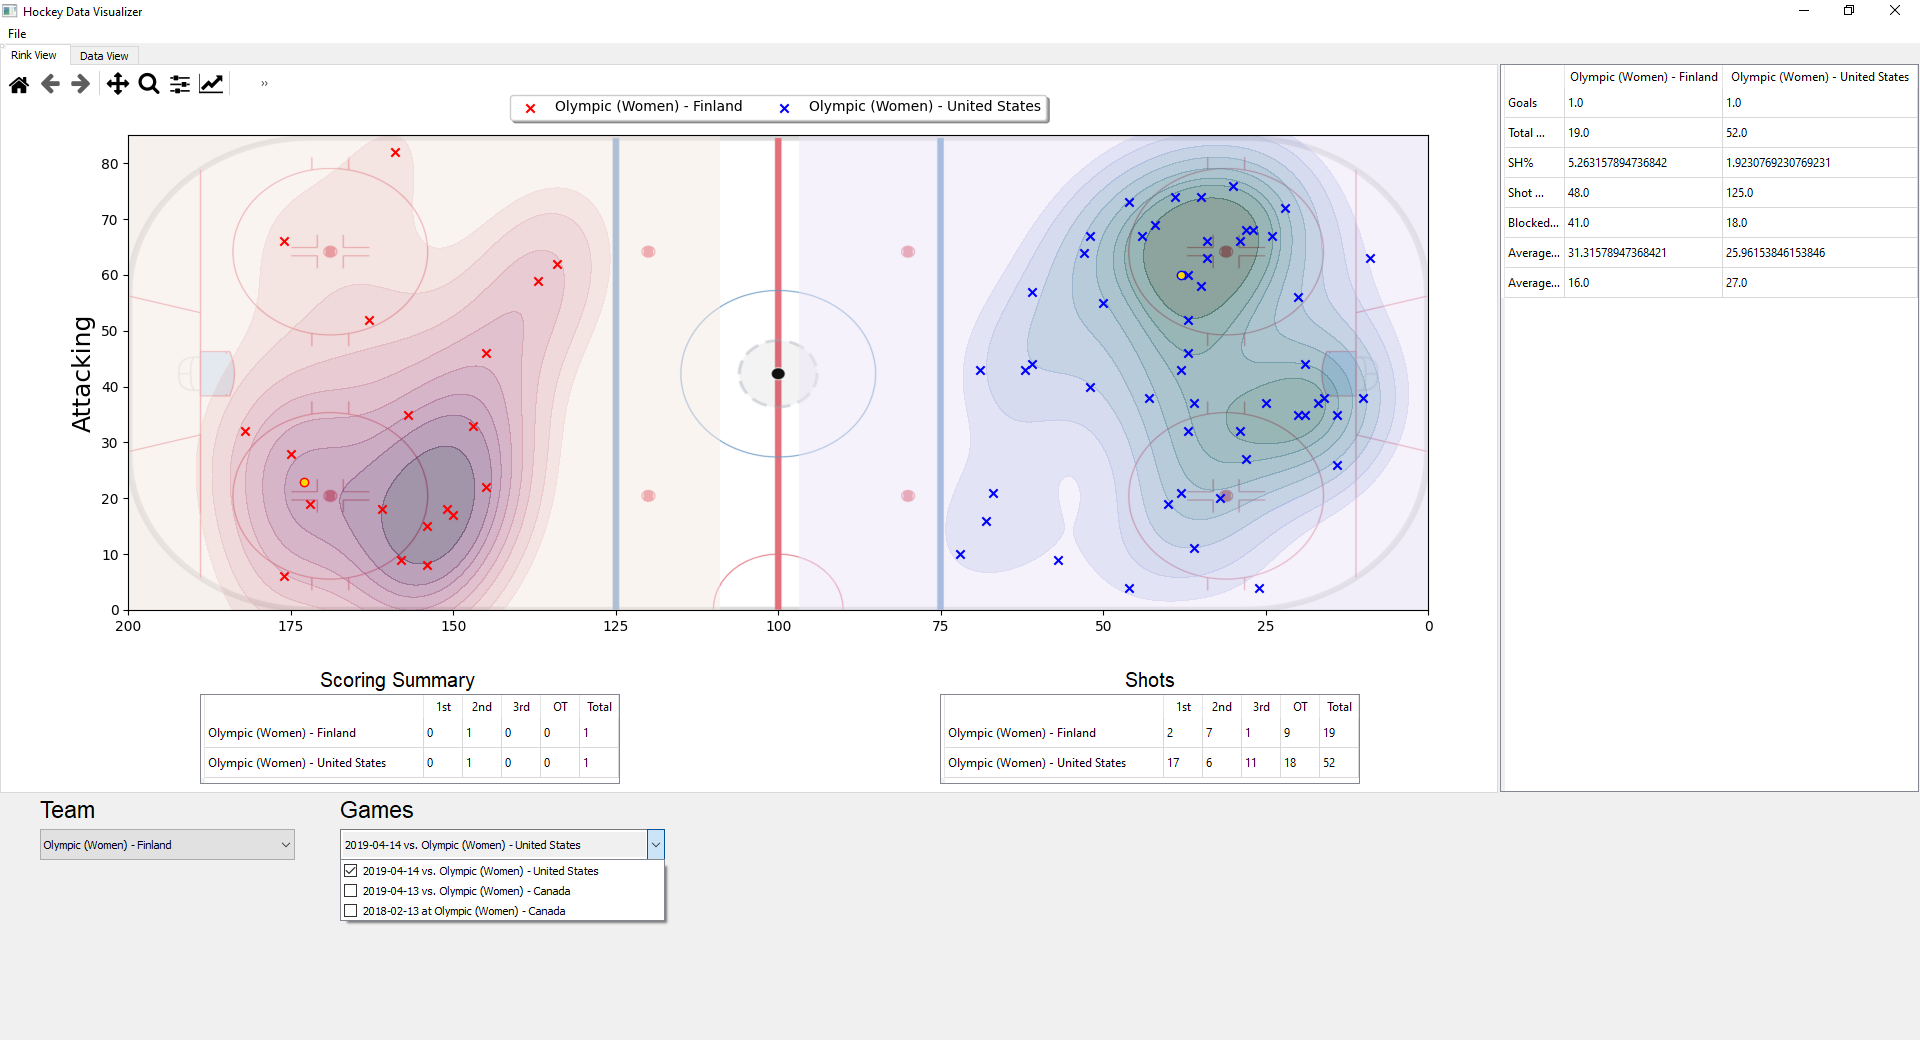 Hockey Data Visualizer
File
Rink View Data View
››
Olympic (Women) - Finland Olympic (Women) - United States
Attacking
80
70
60
50
40
30
20
10
0
200 175 150 125 100 75 50 25 0
Olympic (Women) - Finland Olympic (Women) - United States
Goals 1.0 1.0
Total ... 19.0 52.0
SH% 5.263157894736842 1.9230769230769231
Shot ... 48.0 125.0
Blocked... 41.0 18.0
Average... 31.31578947368421 25.96153846153846
Average... 16.0 27.0
Scoring Summary
1st 2nd 3rd OT Total
Olympic (Women) - Finland 0 1 0 0 1
Olympic (Women) - United States 0 1 0 0 1
Shots
1st 2nd 3rd OT Total
Olympic (Women) - Finland 2 7 1 9 19
Olympic (Women) - United States 17 6 11 18 52
Team
Olympic (Women) - Finland
Games
2019-04-14 vs. Olympic (Women) - United States
2019-04-14 vs. Olympic (Women) - United States
2019-04-13 vs. Olympic (Women) - Canada
2018-02-13 at Olympic (Women) - Canada